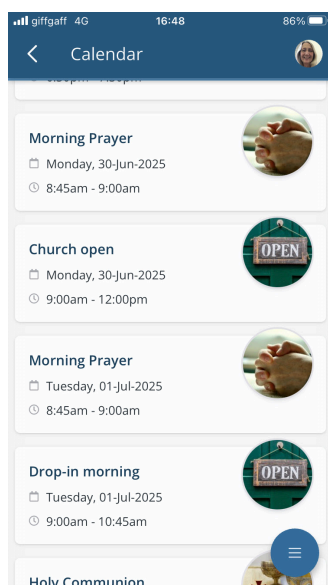 giffgaff 4G 16:48 86%
Calendar
Morning Prayer
Monday, 30-Jun-2025
8:45am - 9:00am
Church open
Monday, 30-Jun-2025
9:00am - 12:00pm
OPEN
Morning Prayer
Tuesday, 01-Jul-2025
8:45am - 9:00am
Drop-in morning
Tuesday, 01-Jul-2025
9:00am - 10:45am
OPEN
Holy Communion